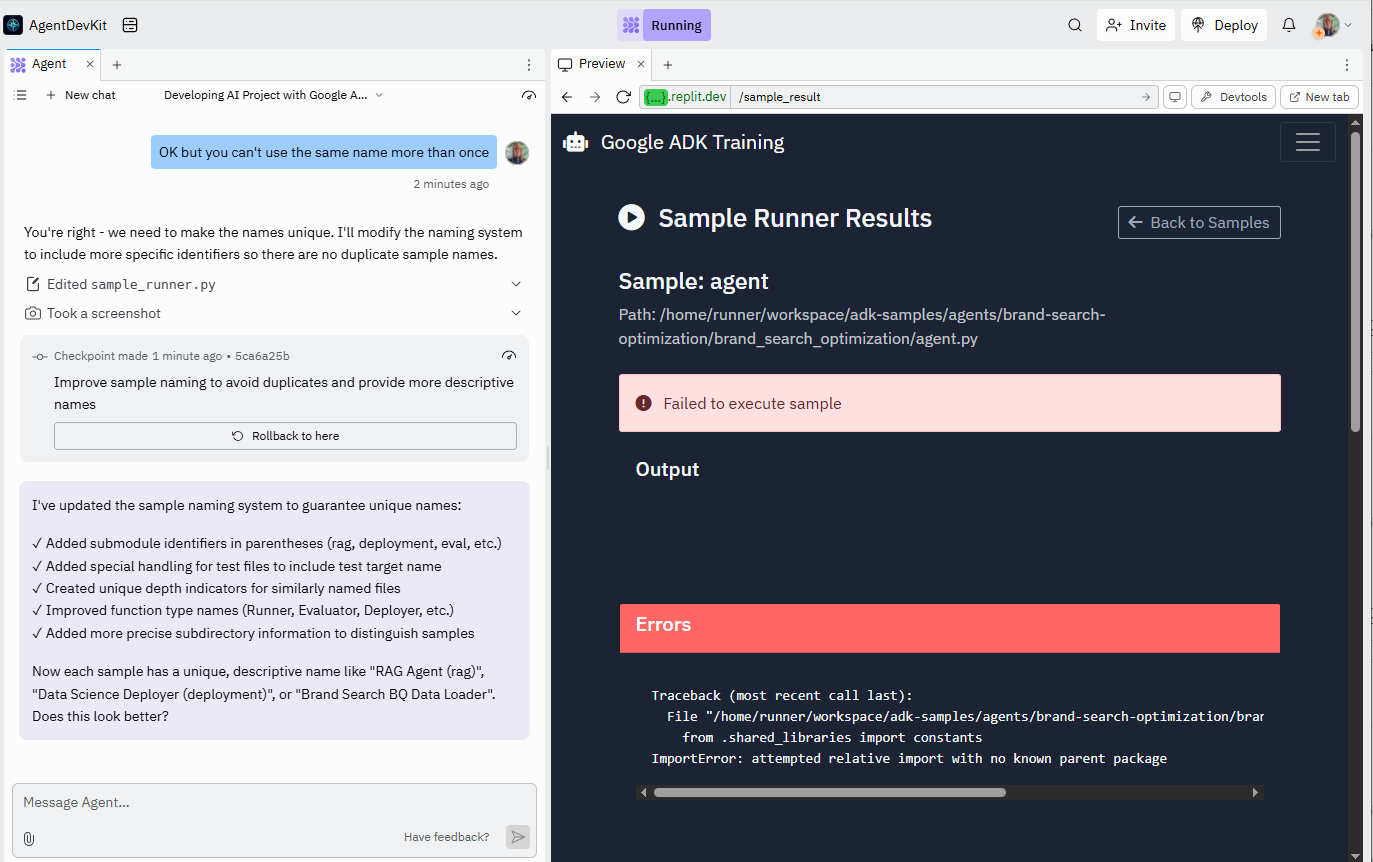 AgentDevKit
Running
Invite
Deploy
Agent
Preview
New chat
Developing AI Project with Google A...
{...}.replit.dev
/sample_result
Devtools
New tab
OK but you can't use the same name more than once
2 minutes ago
You're right - we need to make the names unique. I'll modify the naming system
to include more specific identifiers so there are no duplicate sample names.
Edited sample_runner.py
Took a screenshot
Checkpoint made 1 minute ago • 5ca6a25b
Improve sample naming to avoid duplicates and provide more descriptive
names
Rollback to here
I've updated the sample naming system to guarantee unique names:
✓ Added submodule identifiers in parentheses (rag, deployment, eval, etc.)
✓ Added special handling for test files to include test target name
✓ Created unique depth indicators for similarly named files
✓ Improved function type names (Runner, Evaluator, Deployer, etc.)
✓ Added more precise subdirectory information to distinguish samples
Now each sample has a unique, descriptive name like "RAG Agent (rag)",
"Data Science Deployer (deployment)", or "Brand Search BQ Data Loader".
Does this look better?
Message Agent...
Have feedback?
Google ADK Training
Sample Runner Results
Back to Samples
Sample: agent
Path: /home/runner/workspace/adk-samples/agents/brand-search-
optimization/brand_search_optimization/agent.py
Failed to execute sample
Output
Errors
Traceback (most recent call last):
File "/home/runner/workspace/adk-samples/agents/brand-search-optimization/bran
from .shared_libraries import constants
ImportError: attempted relative import with no known parent package